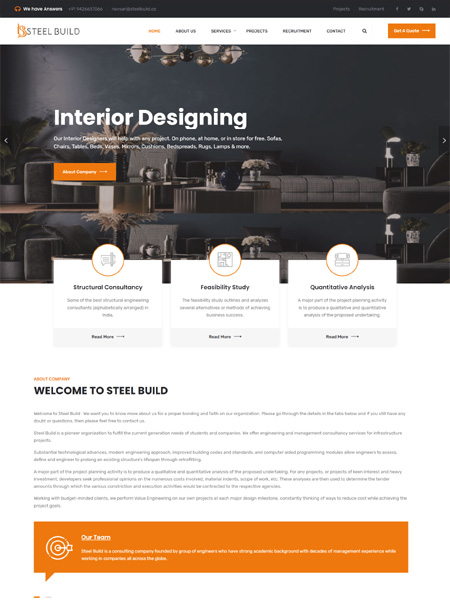 We have Answers +91 9426637066 noman@steelbuild.co Projects Recruitment
STEEL BUILD HOME ABOUT US SERVICES PROJECTS RECRUITMENT CONTACT Get A Quote
Interior Designing
Our Interior Designers will help with any project. On phone, at home, or in store for free. Sofas,
Chairs, Tables, Beds, Vases, Mirrors, Cushions, Bedspreads, Rugs, Lamps & more.
About Company
Structural Consultancy
Some of the best structural engineering
consultants (alphabetically arranged) in
India.
Read More
Feasibility Study
The feasibility study outlines and analyses
several alternatives or methods of achieving
business success.
Read More
Quantitative Analysis
A major part of the project planning activity
is to produce a qualitative and quantitative
analysis of the proposed undertaking.
Read More
ABOUT COMPANY
WELCOME TO STEEL BUILD
Welcome to Steel Build - We want you to know more about us for a proper bonding and faith on our organization. Please go through the details in the tabs below and if you still have any
doubt or questions, then please feel free to contact us.
Steel Build is a pioneer organization to fulfill the current generation needs of students and companies. We offer engineering and management consultancy services for infrastructure
projects.
Substantial technological advances, modern engineering approach, improved building codes and standards, and computer aided programming modules allow engineers to assess,
define and engineer to prolong an existing structure's lifespan through retrofitting.
A major part of the project planning activity is to produce a qualitative and quantitative analysis of the proposed undertaking. For any projects, or projects of keen interest and heavy
investment, developers seek professional opinions on the numerous costs involved, material indents, scope of work, etc. These analyses are then used to determine the tender
amounts through which the various constriction and execution activities would be contracted to the respective agencies.
Working with budget-minded clients, we perform Value Engineering on our own projects at each major design milestone, constantly thinking of ways to reduce cost while achieving the
project goals.
Our Team
Steel Build is a consulting company founded by group of engineers who have strong academic background with decades of management experience while
working in companies all across the globe.